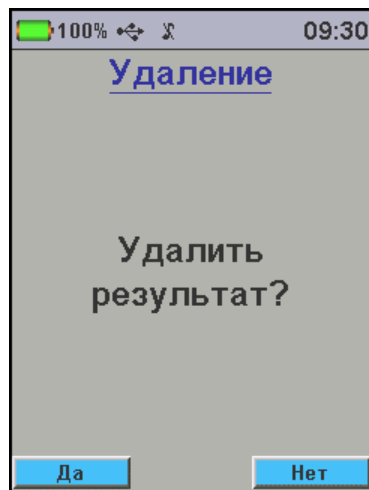 100% 09:30
Удаление
Удалить
результат?
Да Нет